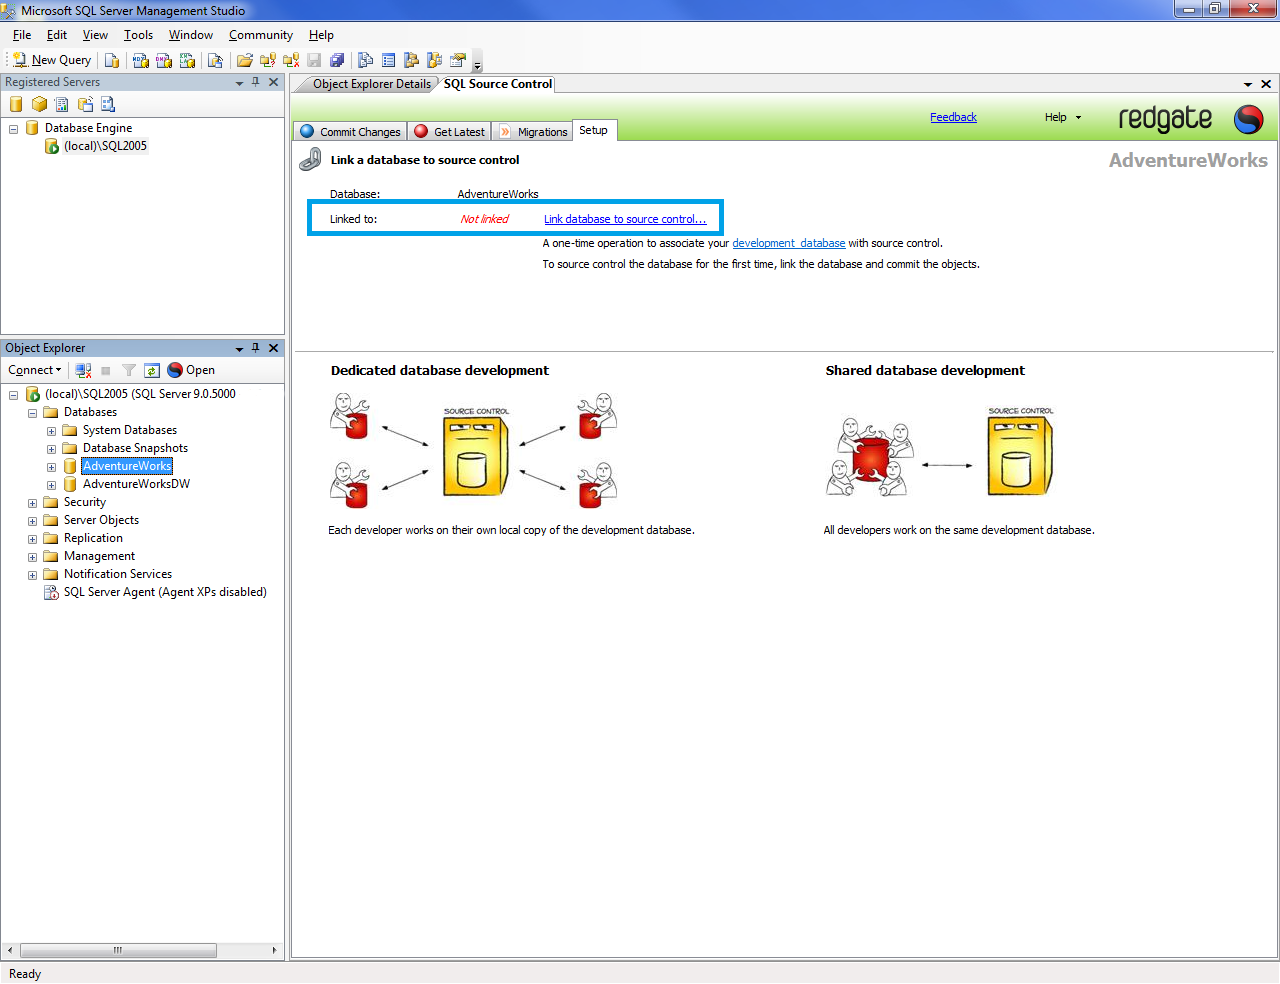 Microsoft SQL Server Management Studio
File Edit View Tools Window Community Help
New Query
Registered Servers
Database Engine
(local)\SQL2005
Object Explorer
Connect
Open
(local)\SQL2005 (SQL Server 9.0.5000
Databases
System Databases
Database Snapshots
AdventureWorks
AdventureWorksDW
Security
Server Objects
Replication
Management
Notification Services
SQL Server Agent (Agent XPs disabled)
Object Explorer Details SQL Source Control
Feedback Help redgate
Commit Changes Get Latest Migrations Setup
Link a database to source control AdventureWorks
Database: AdventureWorks
Linked to: Not linked Link database to source control...
A one-time operation to associate your development database with source control.
To source control the database for the first time, link the database and commit the objects.
Dedicated database development
SOURCE CONTROL
Each developer works on their own local copy of the development database.
Shared database development
SOURCE CONTROL
All developers work on the same development database.
Ready